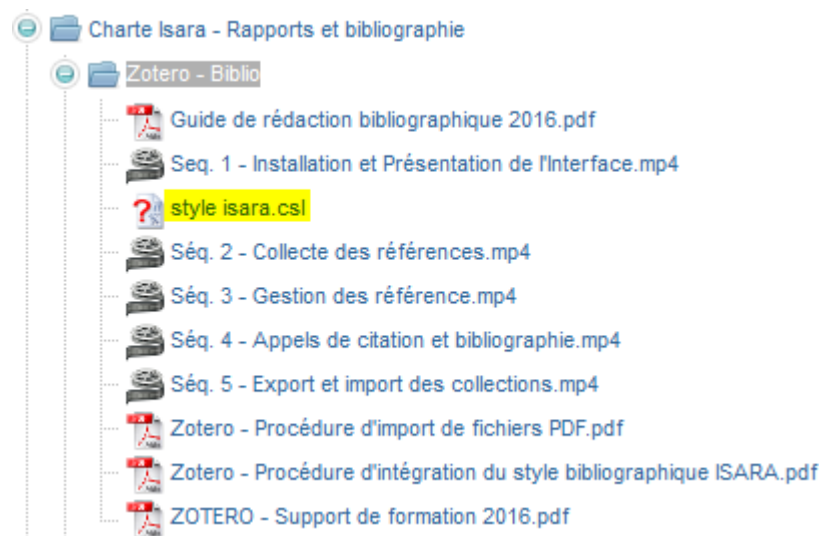 Charte Isara - Rapports et bibliographie
Zotero - Biblio
Guide de rédaction bibliographique 2016.pdf
Seq. 1 - Installation et Présentation de l'Interface.mp4
style isara.csl
Séq. 2 - Collecte des références.mp4
Séq. 3 - Gestion des référence.mp4
Séq. 4 - Appels de citation et bibliographie.mp4
Séq. 5 - Export et import des collections.mp4
Zotero - Procédure d'import de fichiers PDF.pdf
Zotero - Procédure d'intégration du style bibliographique ISARA.pdf
ZOTERO - Support de formation 2016.pdf